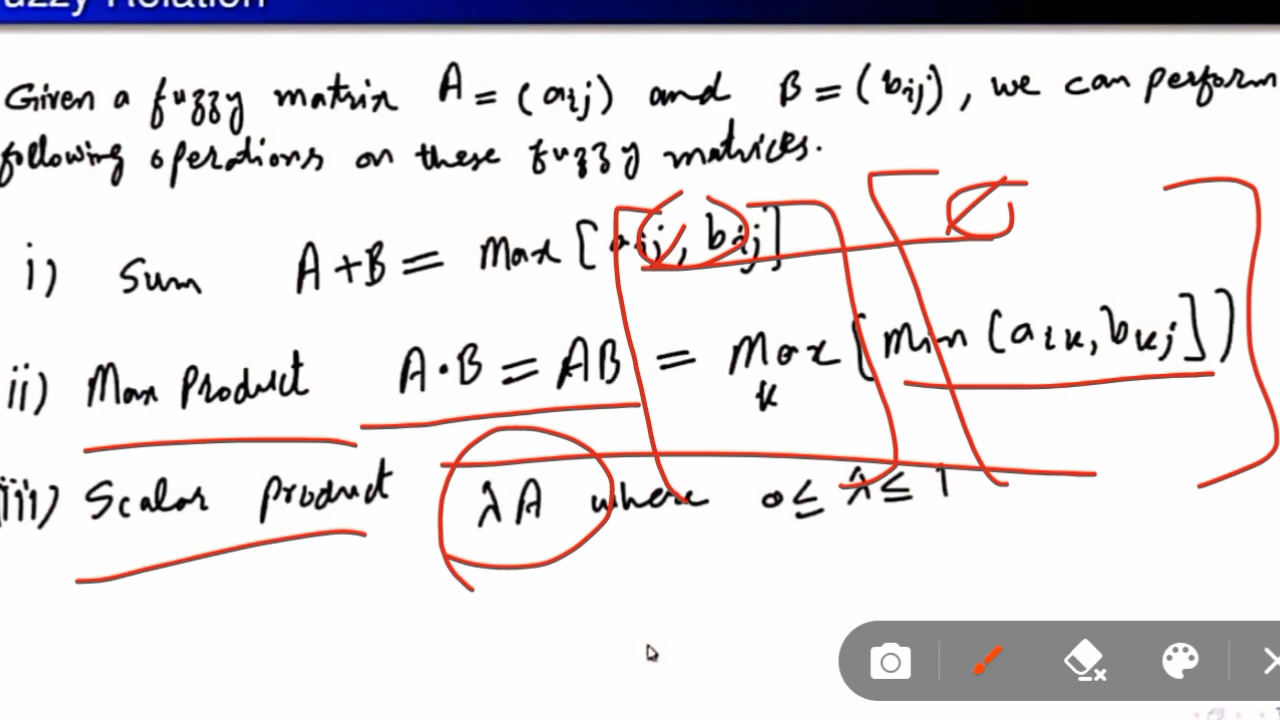 Fuzzy Relation
Given a fuzzy matrix A = (aij) and B = (bij), we can perform
following operations on these fuzzy matrices.
i) Sum A+B = Max [aij, bij]
ii) Max Product A·B = AB = Max k [min (aik, bkj])
iii) Scalar Product λA where 0 ≤ λ ≤ 1